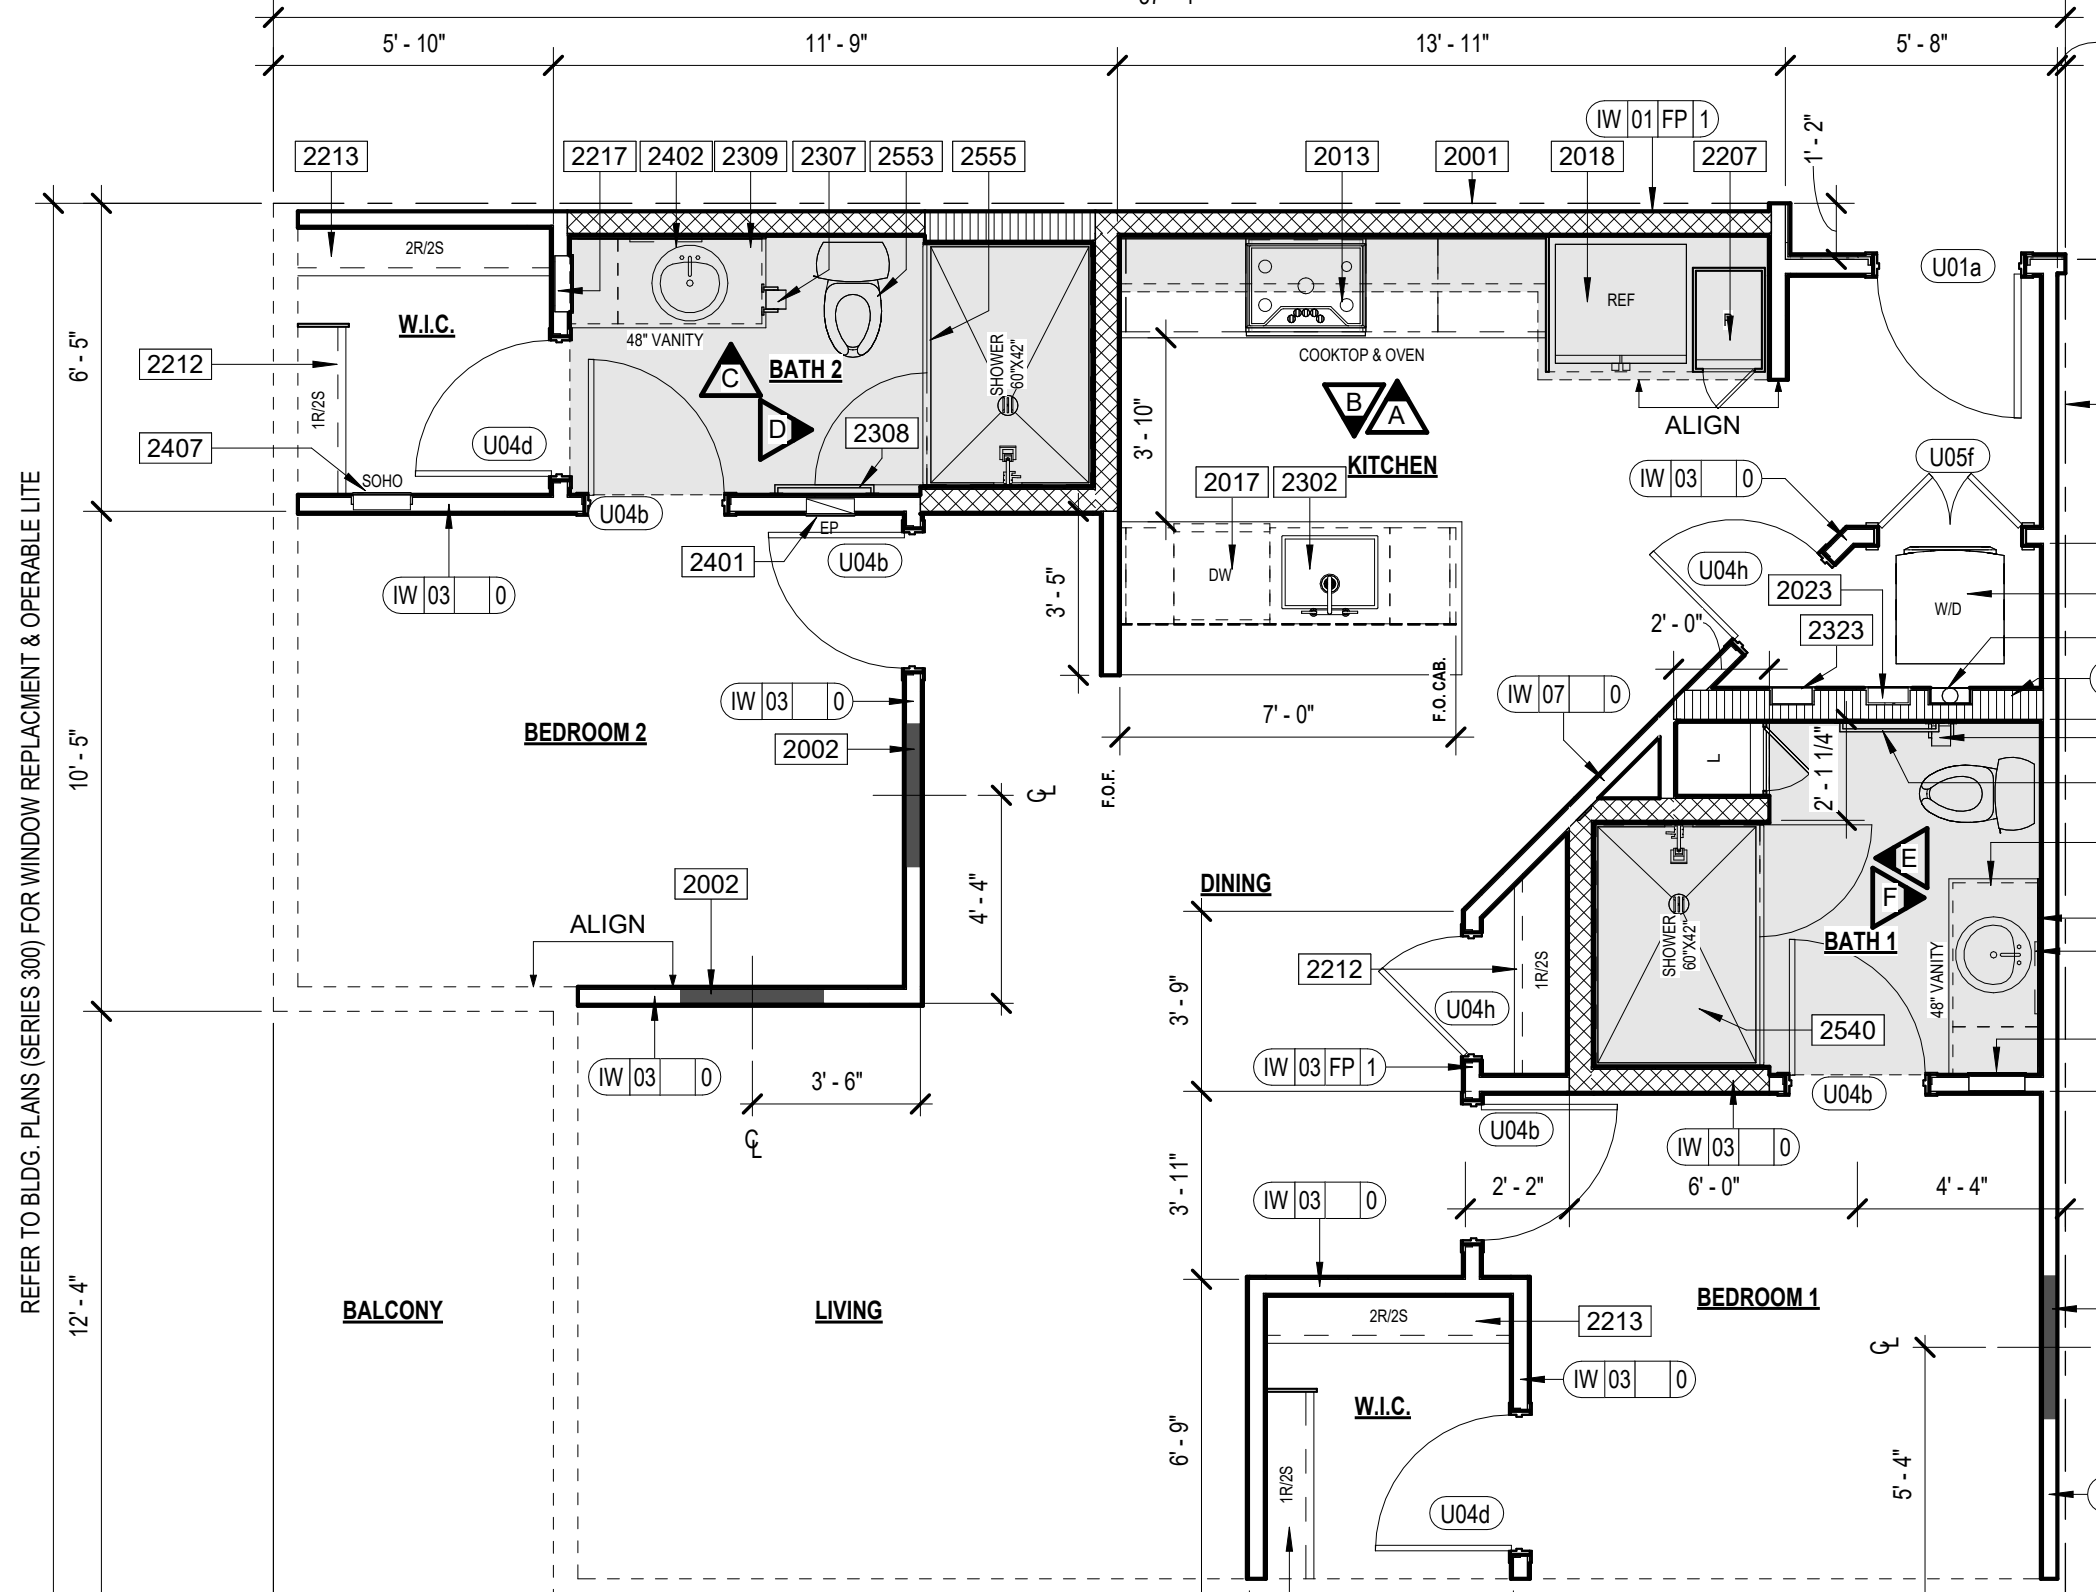 5' - 10"
11' - 9"
13' - 11"
5' - 8"
IW 01 FP 1
1' - 2"
2213
2217
2402
2309
2307
2553
2555
2013
2001
2018
2207
2R/2S
W.I.C.
48" VANITY
BATH 2
SHOWER
60"X42"
COOKTOP & OVEN
REF
U01a
6' - 5"
2212
1R/2S
C
D
B
A
ALIGN
2407
SOHO
U04d
2308
3' - 10"
KITCHEN
2017
2302
IW 03 0
U05f
U04b
EP
2401
U04b
DW
U04h
2023
W/D
2323
IW 03 0
3' - 5"
2' - 0"
REFER TO BLDG. PLANS (SERIES 300) FOR WINDOW REPLACMENT & OPERABLE LITE
IW 03 0
2002
BEDROOM 2
10' - 5"
CL
F.O.F.
7' - 0"
F.O. CAB.
IW 07 0
L
2' - 1 1/4"
2002
ALIGN
4' - 4"
DINING
E
F
BATH 1
SHOWER
60"X42"
48" VANITY
2212
1R/2S
3' - 9"
U04h
2540
IW 03 0
3' - 6"
CL
IW 03 FP 1
U04b
U04b
IW 03 0
3' - 11"
IW 03 0
2' - 2"
6' - 0"
4' - 4"
12' - 4"
BALCONY
LIVING
BEDROOM 1
2R/2S
2213
CL
IW 03 0
W.I.C.
6' - 9"
1R/2S
U04d
5' - 4"